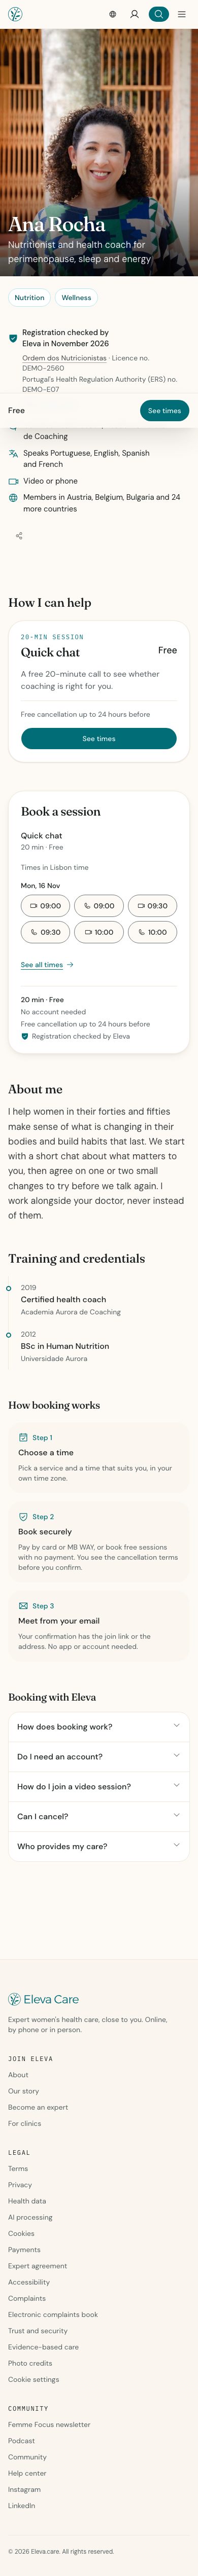 Ana Rocha
Nutritionist and health coach for
perimenopause, sleep and energy
Nutrition
Wellness
Registration checked by
Eleva in November 2026
Ordem dos Nutricionistas · Licence no.
DEMO-2560
Portugal's Health Regulation Authority (ERS) no.
DEMO-E07
Free
See times
de Coaching
Speaks Portuguese, English, Spanish
and French
Video or phone
Members in Austria, Belgium, Bulgaria and 24
more countries
How I can help
20-MIN SESSION
Quick chat
Free
A free 20-minute call to see whether
coaching is right for you.
Free cancellation up to 24 hours before
See times
Book a session
Quick chat
20 min · Free
Times in Lisbon time
Mon, 16 Nov
09:00
09:00
09:30
09:30
10:00
10:00
See all times
20 min · Free
No account needed
Free cancellation up to 24 hours before
Registration checked by Eleva
About me
I help women in their forties and fifties
make sense of what is changing in their
bodies and build habits that last. We start
with a short chat about what matters to
you, then agree on one or two small
changes to try before we talk again. I
work alongside your doctor, never instead
of them.
Training and credentials
2019
Certified health coach
Academia Aurora de Coaching
2012
BSc in Human Nutrition
Universidade Aurora
How booking works
Step 1
Choose a time
Pick a service and a time that suits you, in your
own time zone.
Step 2
Book securely
Pay by card or MB WAY, or book free sessions
with no payment. You see the cancellation terms
before you confirm.
Step 3
Meet from your email
Your confirmation has the join link or the
address. No app or account needed.
Booking with Eleva
How does booking work?
Do I need an account?
How do I join a video session?
Can I cancel?
Who provides my care?
Eleva Care
Expert women's health care, close to you. Online,
by phone or in person.
JOIN ELEVA
About
Our story
Become an expert
For clinics
LEGAL
Terms
Privacy
Health data
AI processing
Cookies
Payments
Expert agreement
Accessibility
Complaints
Electronic complaints book
Trust and security
Evidence-based care
Photo credits
Cookie settings
COMMUNITY
Femme Focus newsletter
Podcast
Community
Help center
Instagram
LinkedIn
© 2026 Eleva.care. All rights reserved.